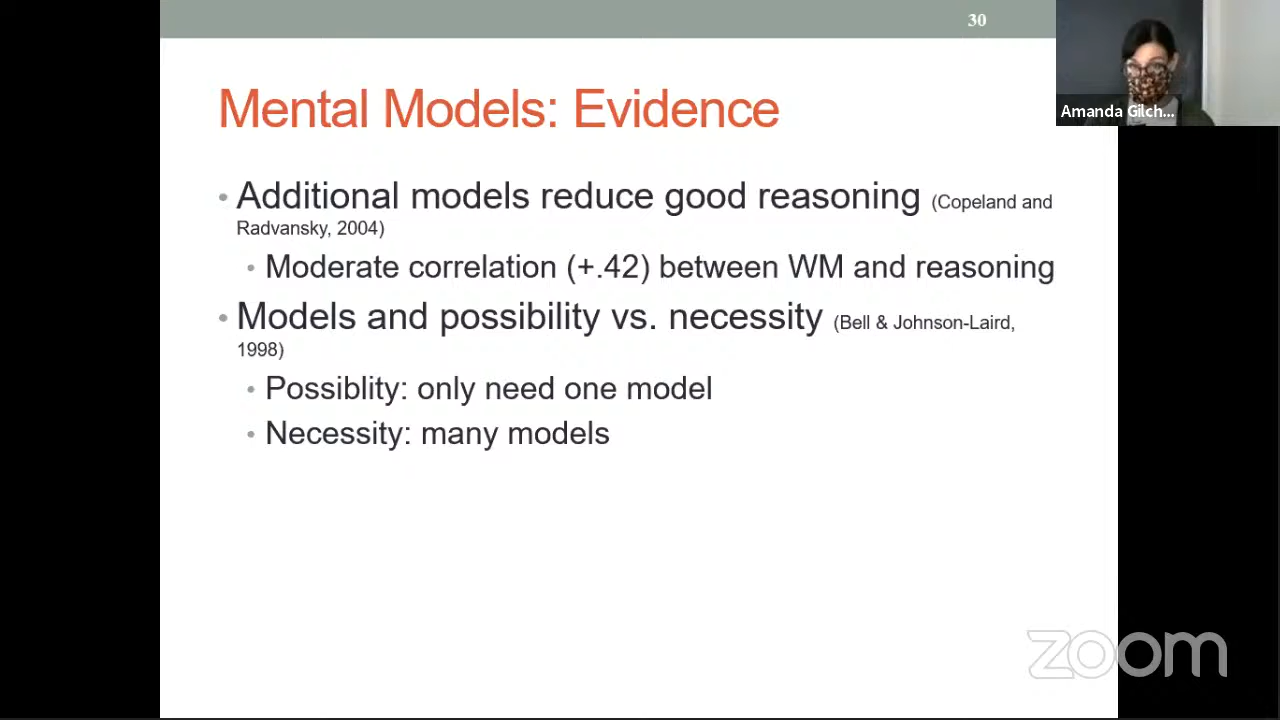 30
Mental Models: Evidence
• Additional models reduce good reasoning (Copeland and
Radvansky, 2004)
• Moderate correlation (+.42) between WM and reasoning
• Models and possibility vs. necessity (Bell & Johnson-Laird,
1998)
• Possiblity: only need one model
• Necessity: many models
Amanda Gilch...
zoom